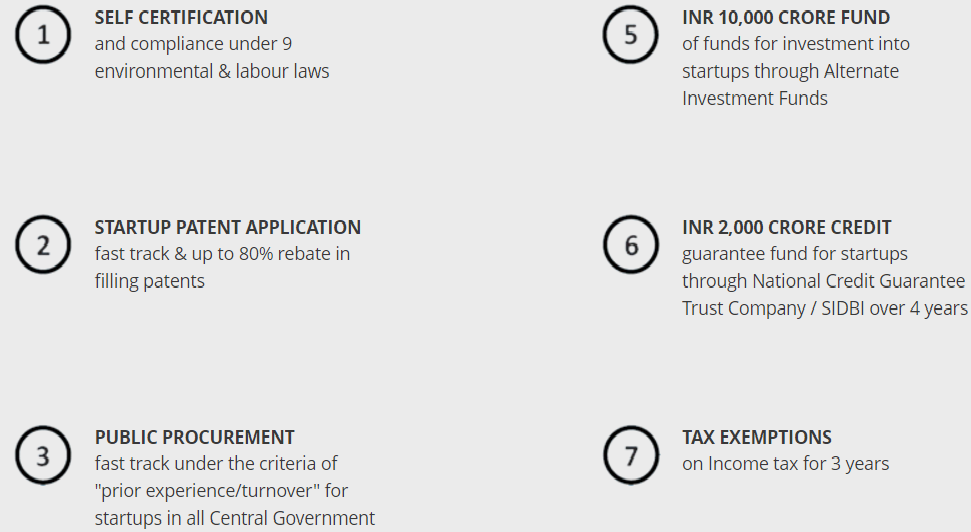 1
SELF CERTIFICATION
and compliance under 9
environmental & labour laws
2
STARTUP PATENT APPLICATION
fast track & up to 80% rebate in
filling patents
3
PUBLIC PROCUREMENT
fast track under the criteria of
"prior experience/turnover" for
startups in all Central Government
5
INR 10,000 CRORE FUND
of funds for investment into
startups through Alternate
Investment Funds
6
INR 2,000 CRORE CREDIT
guarantee fund for startups
through National Credit Guarantee
Trust Company / SIDBI over 4 years
7
TAX EXEMPTIONS
on Income tax for 3 years